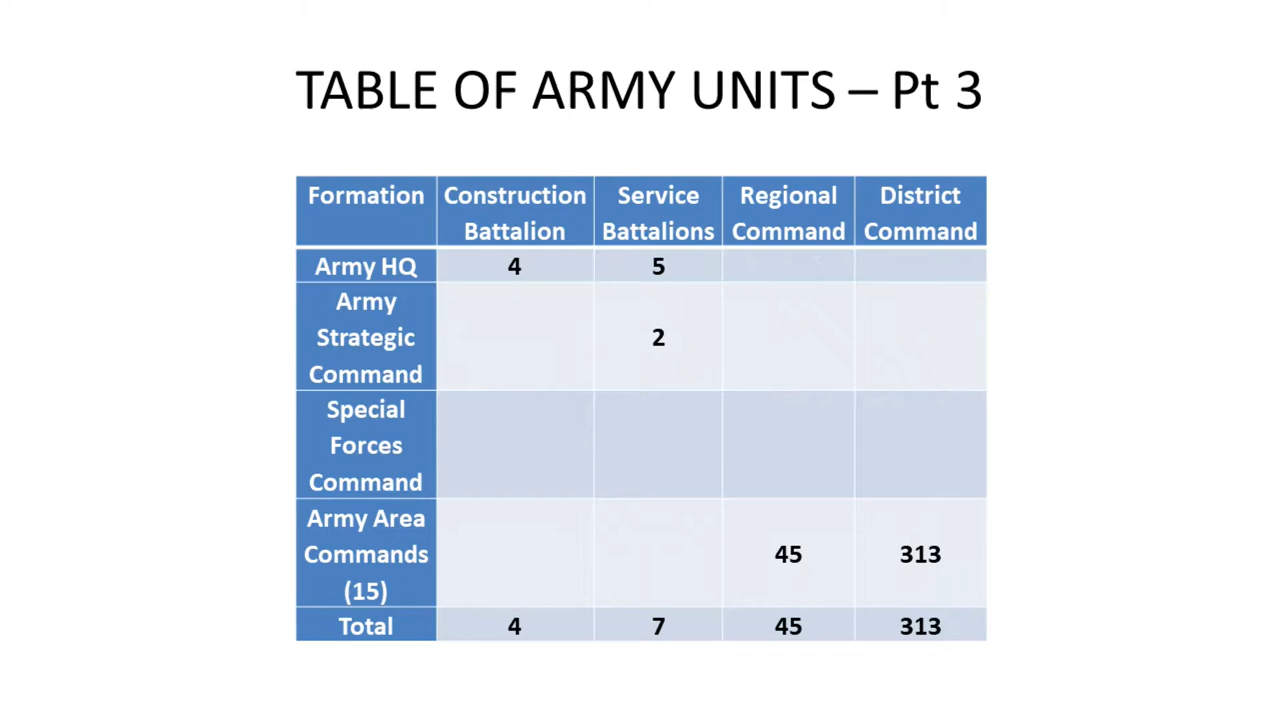 TABLE OF ARMY UNITS – Pt 3
Formation Construction Battalion Service Battalions Regional Command District Command
Army HQ 4 5
Army Strategic Command 2
Special Forces Command
Army Area Commands (15) 45 313
Total 4 7 45 313